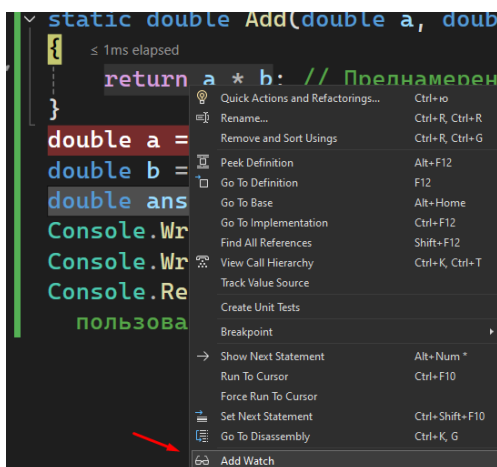 static double Add(double a, doub
{ ≤ 1ms elapsed
return a * b; // Преднамерен
}
double a =
double b =
double ans
Console.Wr
Console.Wr
Console.Re
пользова
Quick Actions and Refactorings... Ctrl+ю
Rename... Ctrl+R, Ctrl+R
Remove and Sort Usings Ctrl+R, Ctrl+G
Peek Definition Alt+F12
Go To Definition F12
Go To Base Alt+Home
Go To Implementation Ctrl+F12
Find All References Shift+F12
View Call Hierarchy Ctrl+K, Ctrl+T
Track Value Source
Create Unit Tests
Breakpoint
Show Next Statement Alt+Num *
Run To Cursor Ctrl+F10
Force Run To Cursor
Set Next Statement Ctrl+Shift+F10
Go To Disassembly Ctrl+K, G
Add Watch